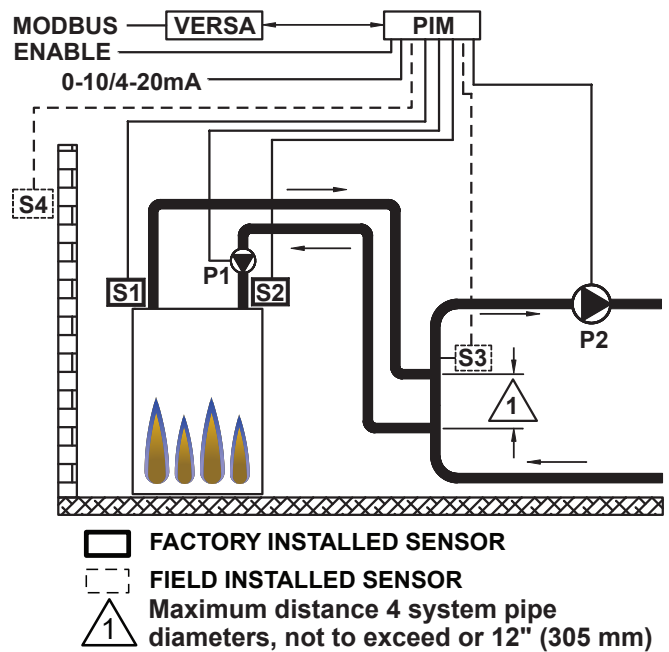 MODBUS VERSA PIM
ENABLE
0-10/4-20mA
S4
S1
P1
S2
P2
S3
1
FACTORY INSTALLED SENSOR
FIELD INSTALLED SENSOR
1 Maximum distance 4 system pipe
diameters, not to exceed or 12" (305 mm)